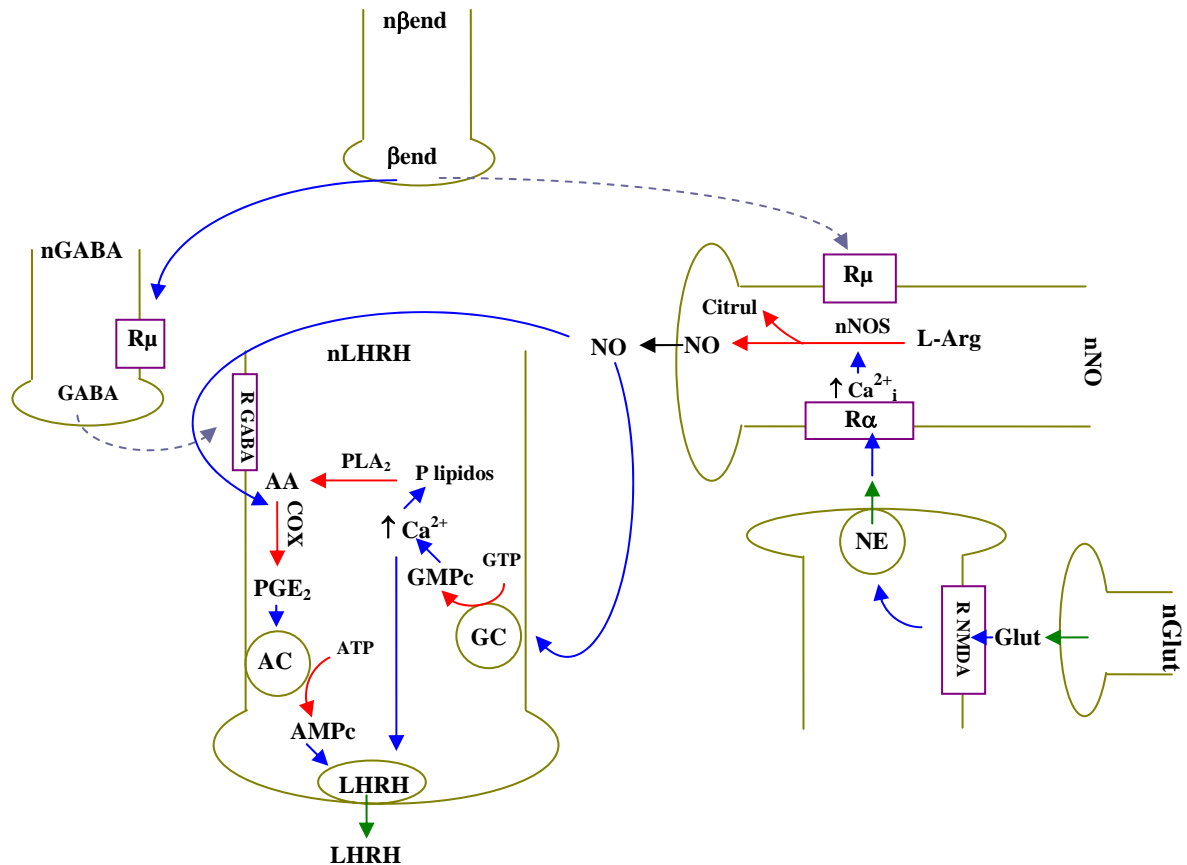 nβend
βend
nGABA
Rµ
GABA
Rµ
Citrul
nNOS
L-Arg
NO
NO
nNO
↑ Ca²⁺ᵢ
Rα
nLHRH
R GABA
AA
PLA₂
P lipidos
COX
↑ Ca²⁺
GTP
GMPc
PGE₂
GC
AC
ATP
AMPc
LHRH
LHRH
NE
R NMDA
Glut
nGlut